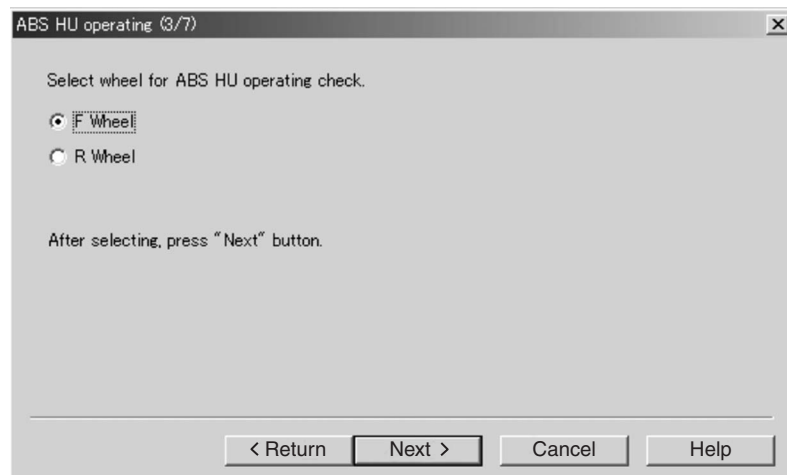 ABS HU operating (3/7)
Select wheel for ABS HU operating check.
F Wheel
R Wheel
After selecting, press "Next" button.
< Return
Next >
Cancel
Help